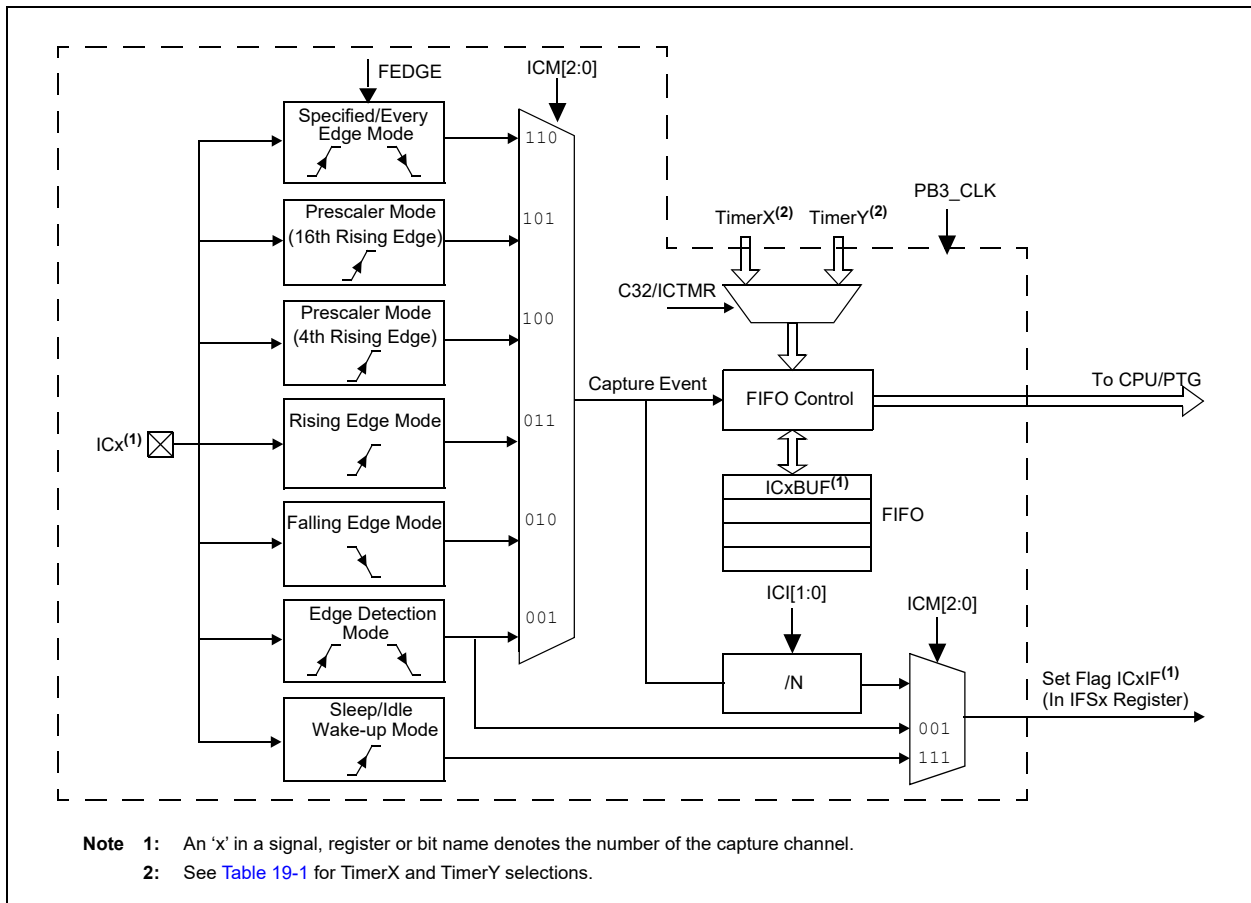 FEDGE
ICM[2:0]
Specified/Every
Edge Mode
110
Prescaler Mode
(16th Rising Edge)
101
Prescaler Mode
(4th Rising Edge)
100
Rising Edge Mode
011
ICx(1)
Falling Edge Mode
010
Edge Detection
Mode
001
Sleep/Idle
Wake-up Mode
PB3_CLK
TimerX(2)
TimerY(2)
C32/ICTMR
Capture Event
FIFO Control
To CPU/PTG
ICxBUF(1)
FIFO
ICI[1:0]
ICM[2:0]
/N
001
111
Set Flag ICxIF(1)
(In IFSx Register)
Note 1: An ‘x’ in a signal, register or bit name denotes the number of the capture channel.
2: See Table 19-1 for TimerX and TimerY selections.